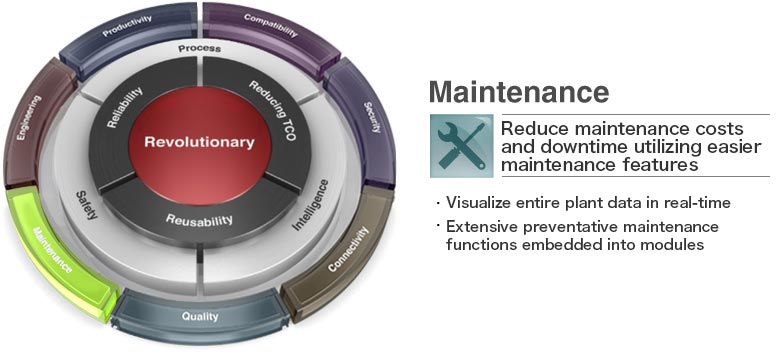 Productivity
Compatibility
Process
Engineering
Reliability
Reducing TCO
Security
Revolutionary
Safety
Reusability
Intelligence
Maintenance
Connectivity
Quality
Maintenance
Reduce maintenance costs
and downtime utilizing easier
maintenance features
· Visualize entire plant data in real-time
· Extensive preventative maintenance
functions embedded into modules